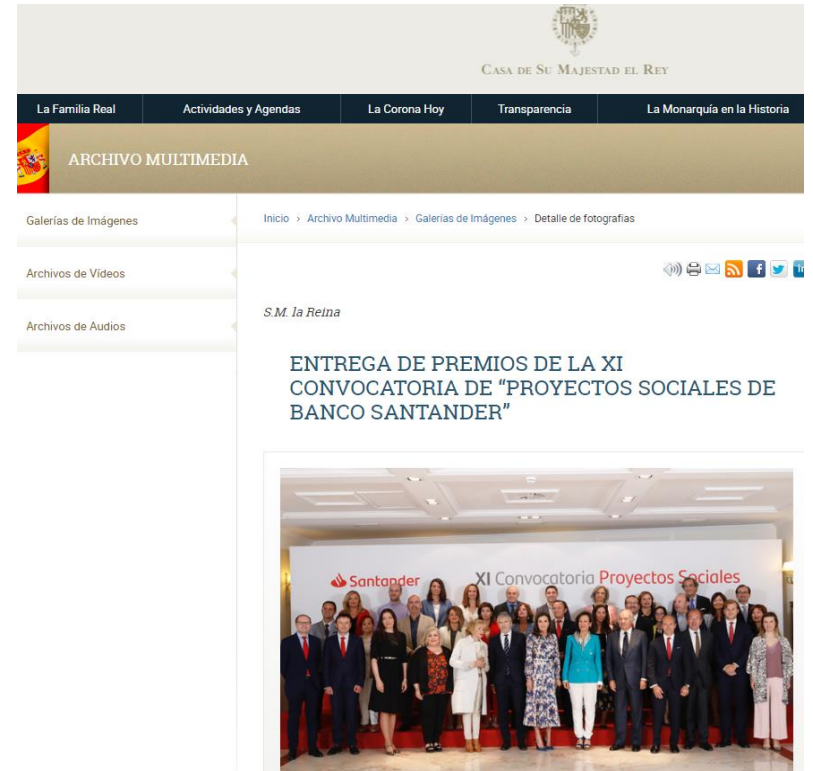 CASA DE SU MAJESTAD EL REY
La Familia Real Actividades y Agendas La Corona Hoy Transparencia La Monarquía en la Historia
ARCHIVO MULTIMEDIA
Galerías de Imágenes
Archivos de Vídeos
Archivos de Audios
Inicio › Archivo Multimedia › Galerías de Imágenes › Detalle de fotografías
S.M. la Reina
ENTREGA DE PREMIOS DE LA XI
CONVOCATORIA DE “PROYECTOS SOCIALES DE
BANCO SANTANDER”
Santander XI Convocatoria Proyectos Sociales